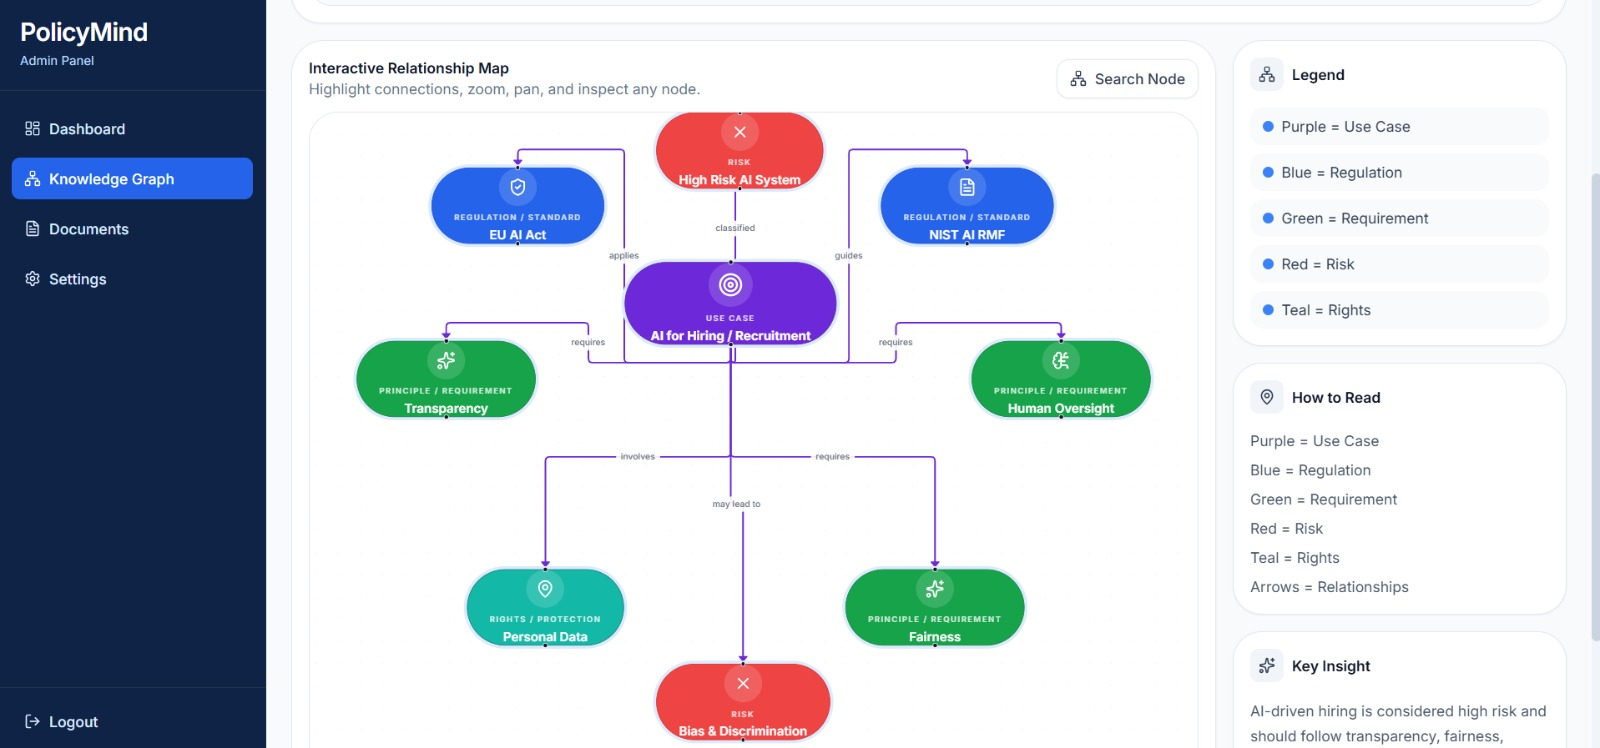 PolicyMind
Admin Panel
Dashboard
Knowledge Graph
Documents
Settings
Logout
Interactive Relationship Map
Highlight connections, zoom, pan, and inspect any node.
Search Node
RISK
High Risk AI System
REGULATION / STANDARD
EU AI Act
REGULATION / STANDARD
NIST AI RMF
classified
applies
guides
USE CASE
AI for Hiring / Recruitment
requires
requires
PRINCIPLE / REQUIREMENT
Transparency
PRINCIPLE / REQUIREMENT
Human Oversight
involves
requires
may lead to
RIGHTS / PROTECTION
Personal Data
PRINCIPLE / REQUIREMENT
Fairness
RISK
Bias & Discrimination
Legend
Purple = Use Case
Blue = Regulation
Green = Requirement
Red = Risk
Teal = Rights
How to Read
Purple = Use Case
Blue = Regulation
Green = Requirement
Red = Risk
Teal = Rights
Arrows = Relationships
Key Insight
AI-driven hiring is considered high risk and
should follow transparency, fairness,